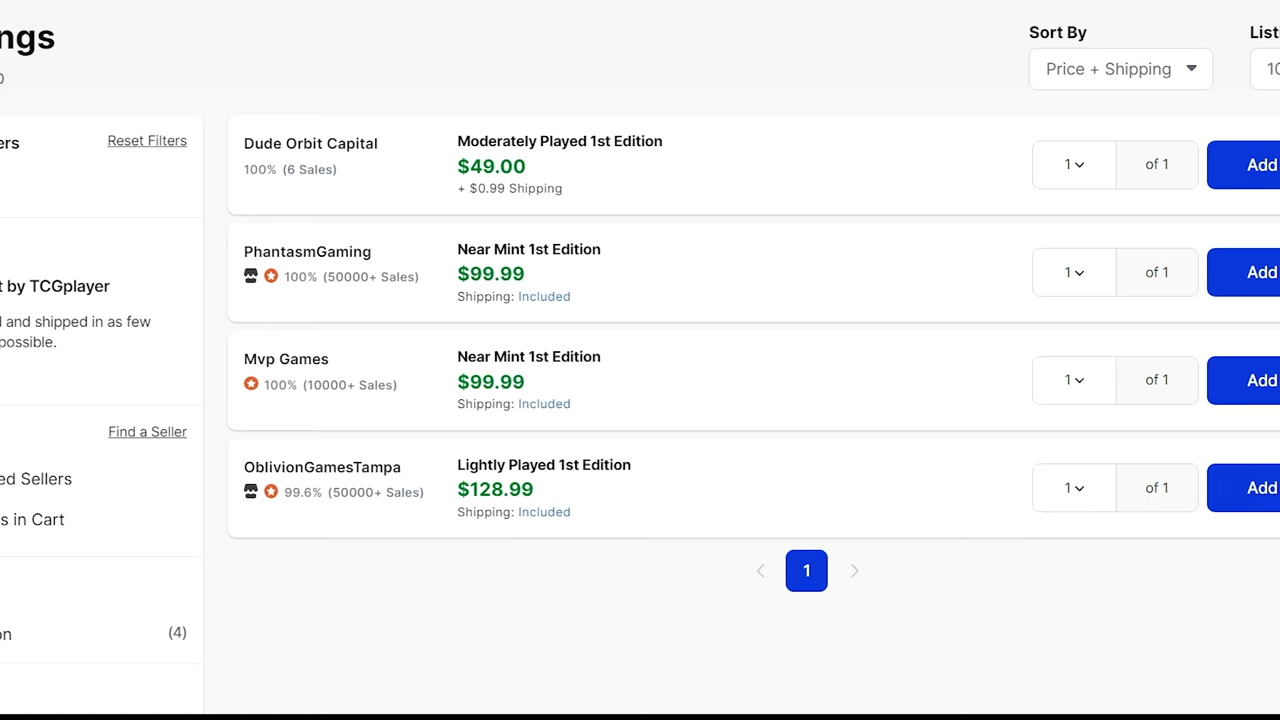 ngs
Sort By
Price + Shipping
List
10
0
ers
Reset Filters
t by TCGplayer
l and shipped in as few
possible.
Find a Seller
ed Sellers
s in Cart
on
(4)
Dude Orbit Capital
100% (6 Sales)
Moderately Played 1st Edition
$49.00
+ $0.99 Shipping
1
of 1
Add
PhantasmGaming
100% (50000+ Sales)
Near Mint 1st Edition
$99.99
Shipping: Included
1
of 1
Add
Mvp Games
100% (10000+ Sales)
Near Mint 1st Edition
$99.99
Shipping: Included
1
of 1
Add
OblivionGamesTampa
99.6% (50000+ Sales)
Lightly Played 1st Edition
$128.99
Shipping: Included
1
of 1
Add
1